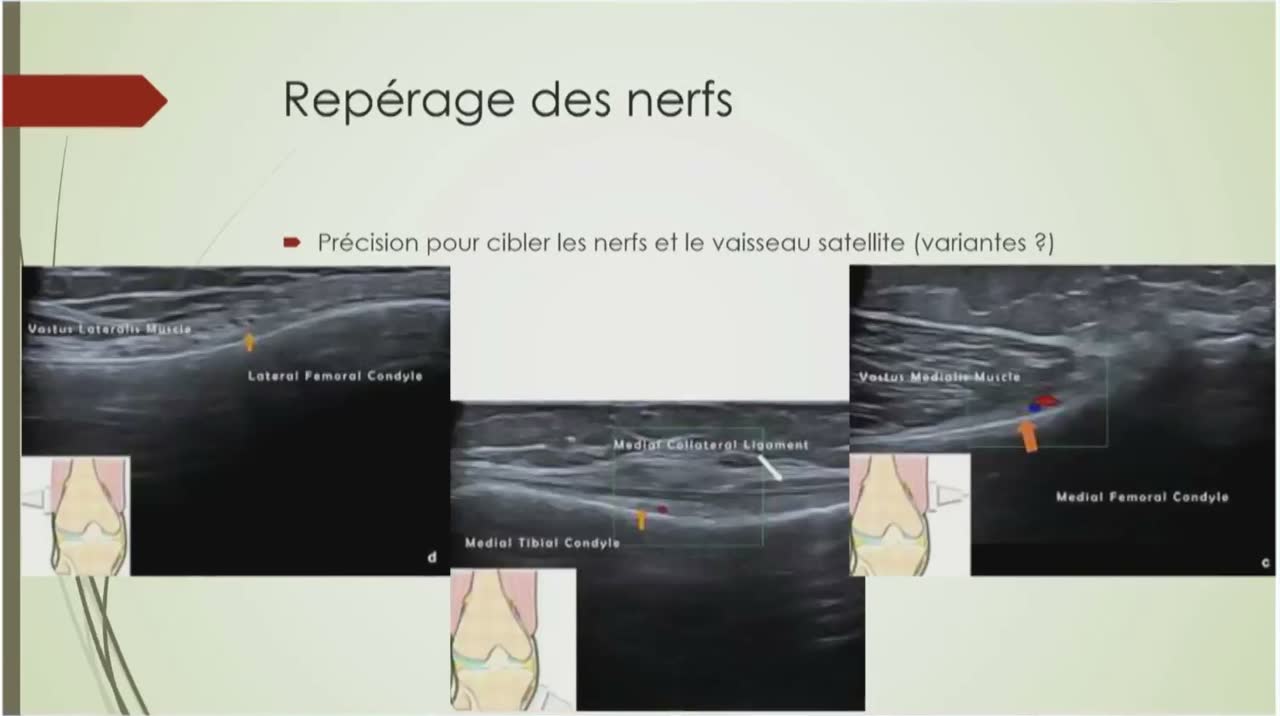 Repérage des nerfs
Précision pour cibler les nerfs et le vaisseau satellite (variantes ?)
Vastus Lateralis Muscle
Lateral Femoral Condyle
d
Medial Collateral Ligament
Medial Tibial Condyle
Vastus Medialis Muscle
Medial Femoral Condyle
c